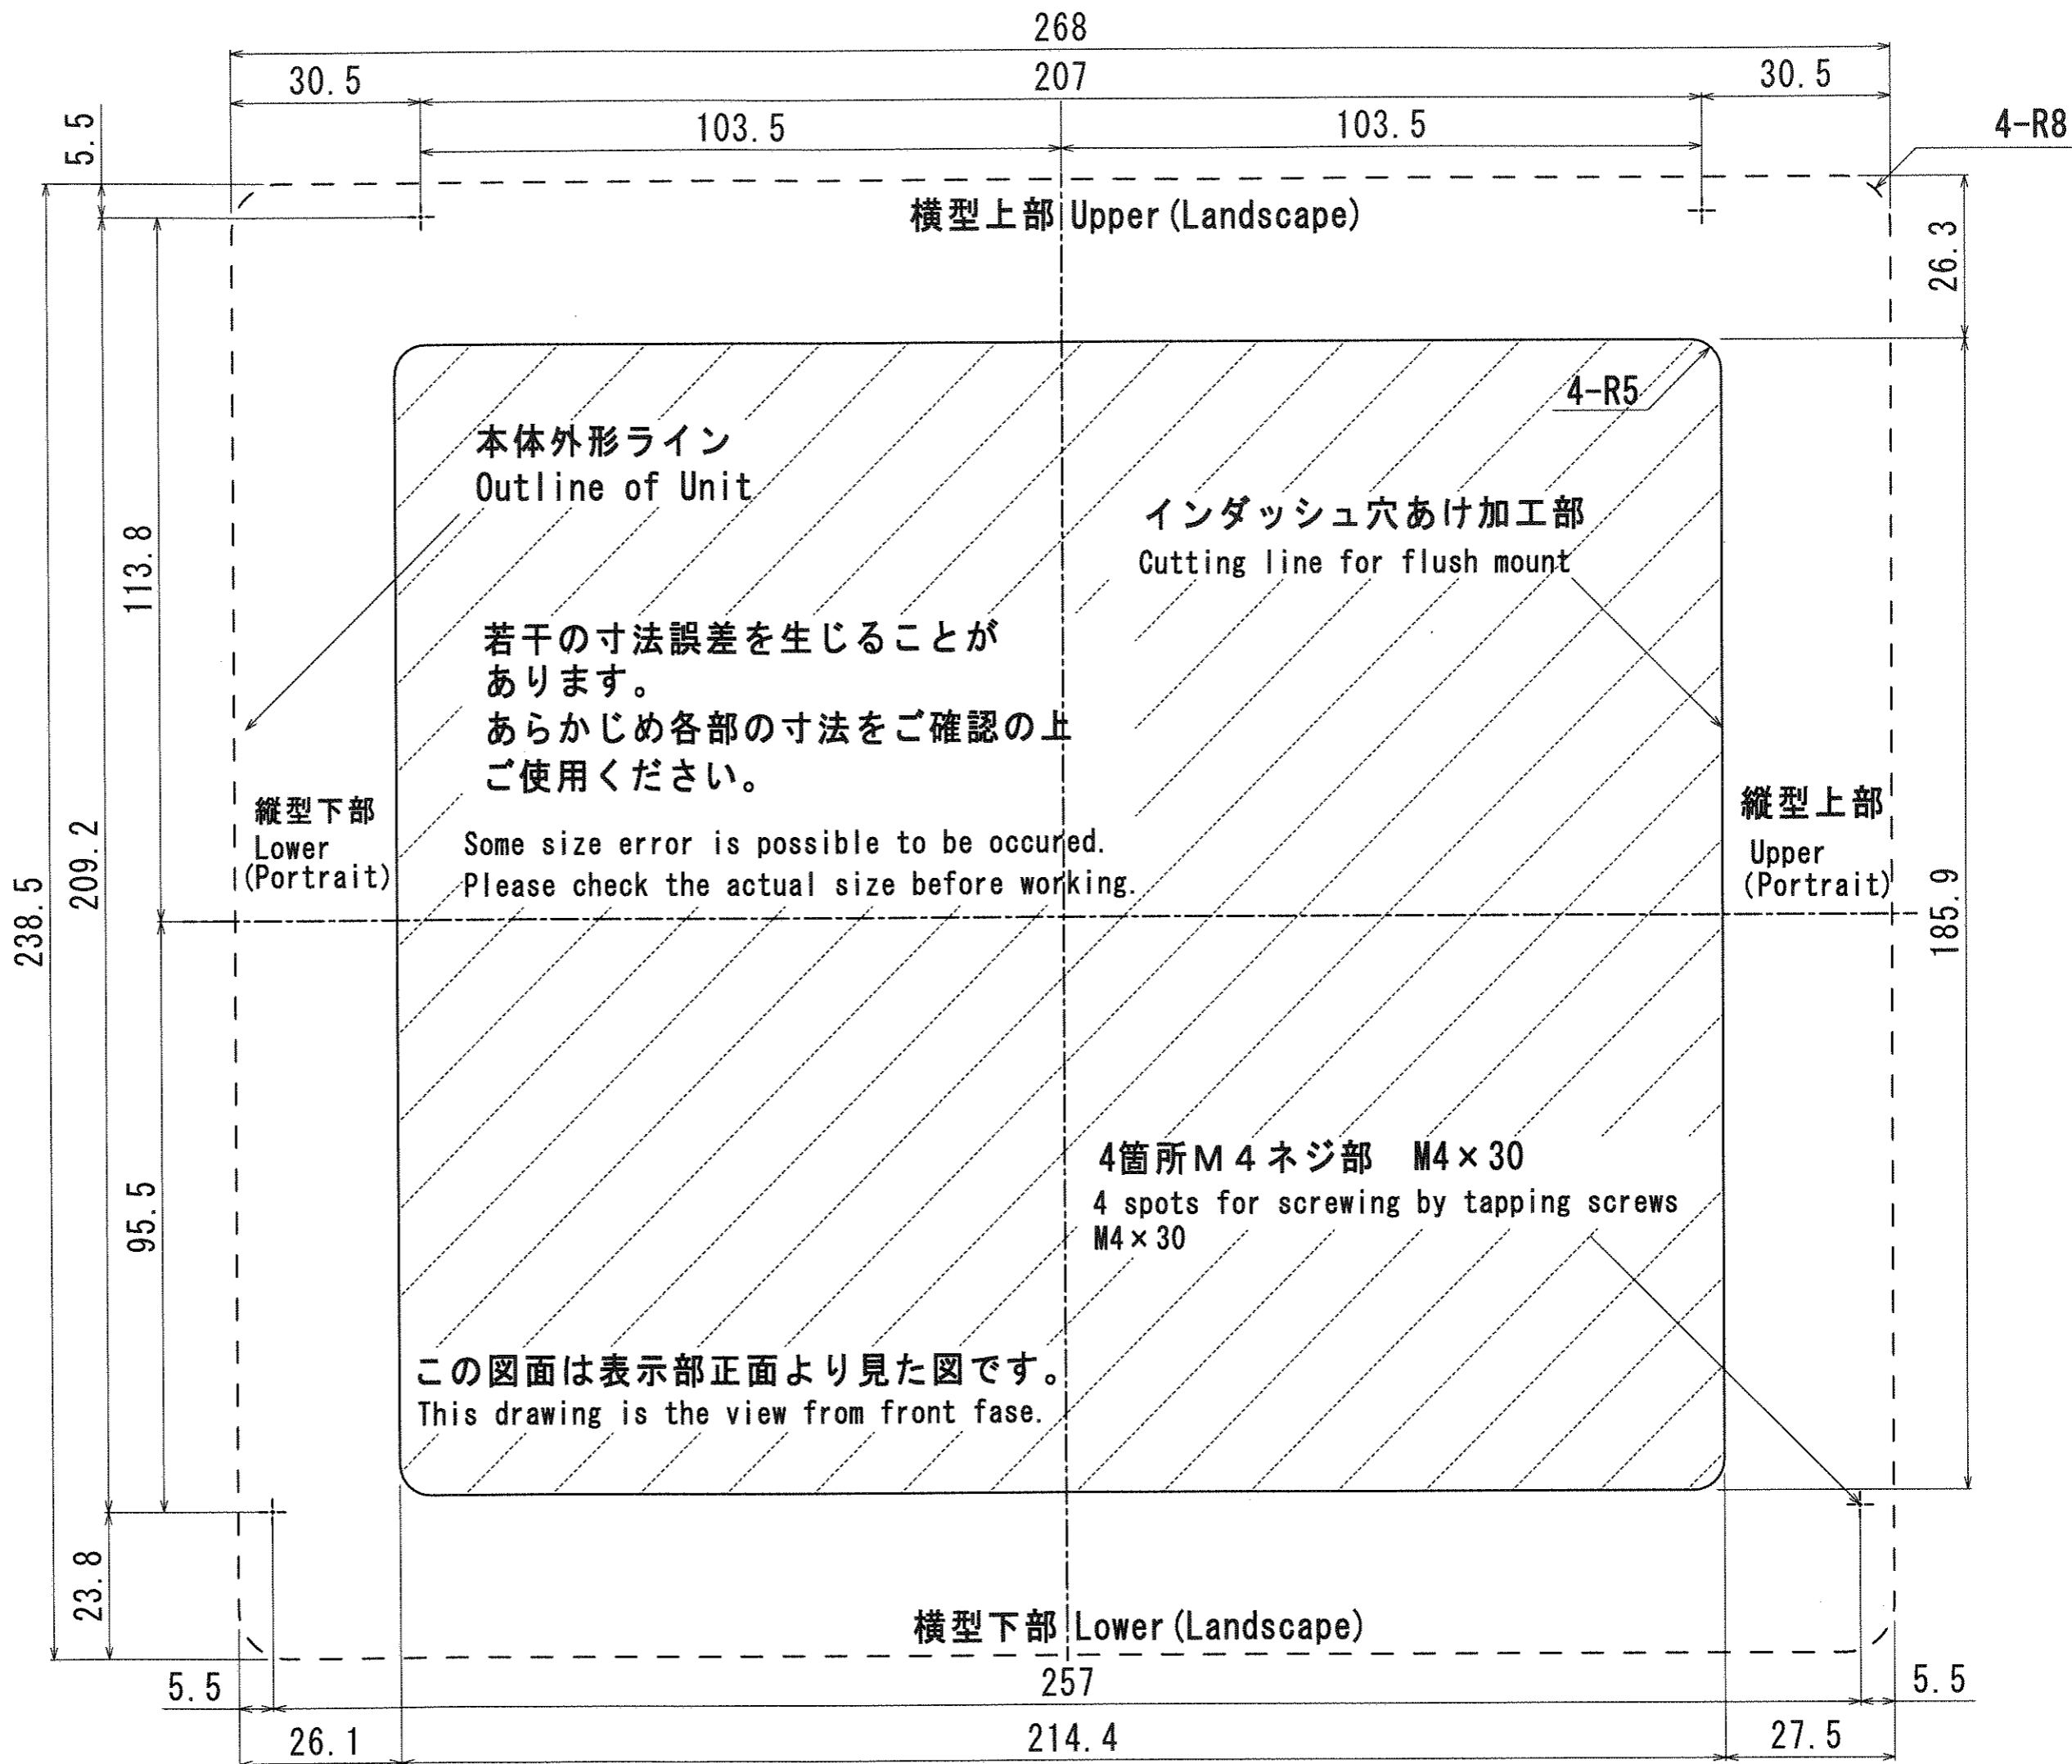 268
30.5
207
30.5
103.5
103.5
4-R8
5.5
横型上部 Upper(Landscape)
26.3
4-R5
本体外形ライン
Outline of Unit
インダッシュ穴あけ加工部
Cutting line for flush mount
113.8
若干の寸法誤差を生じることが
あります。
あらかじめ各部の寸法をご確認の上
ご使用ください。
縦型下部
Lower
(Portrait)
縦型上部
Upper
(Portrait)
Some size error is possible to be occured.
Please check the actual size before working.
209.2
238.5
185.9
95.5
4箇所M4ネジ部 M4×30
4 spots for screwing by tapping screws
M4×30
この図面は表示部正面より見た図です。
This drawing is the view from front fase.
23.8
横型下部 Lower(Landscape)
5.5
257
5.5
26.1
214.4
27.5